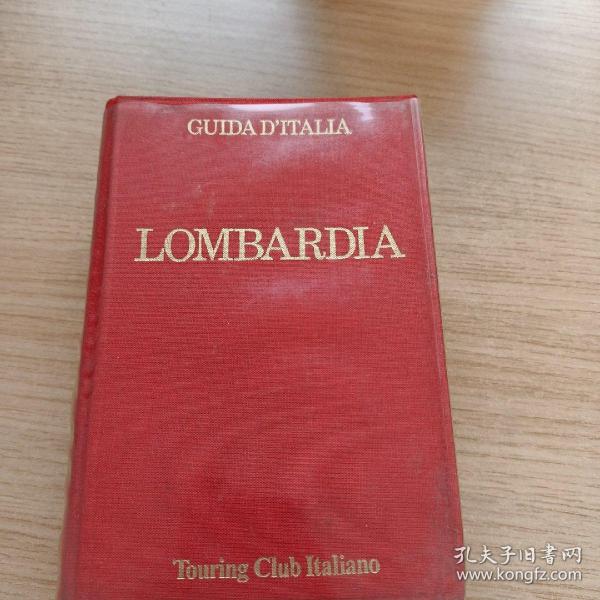 GUIDA D'ITALIA
LOMBARDIA
Touring Club Italiano
孔夫子旧书网
www.kongfz.com